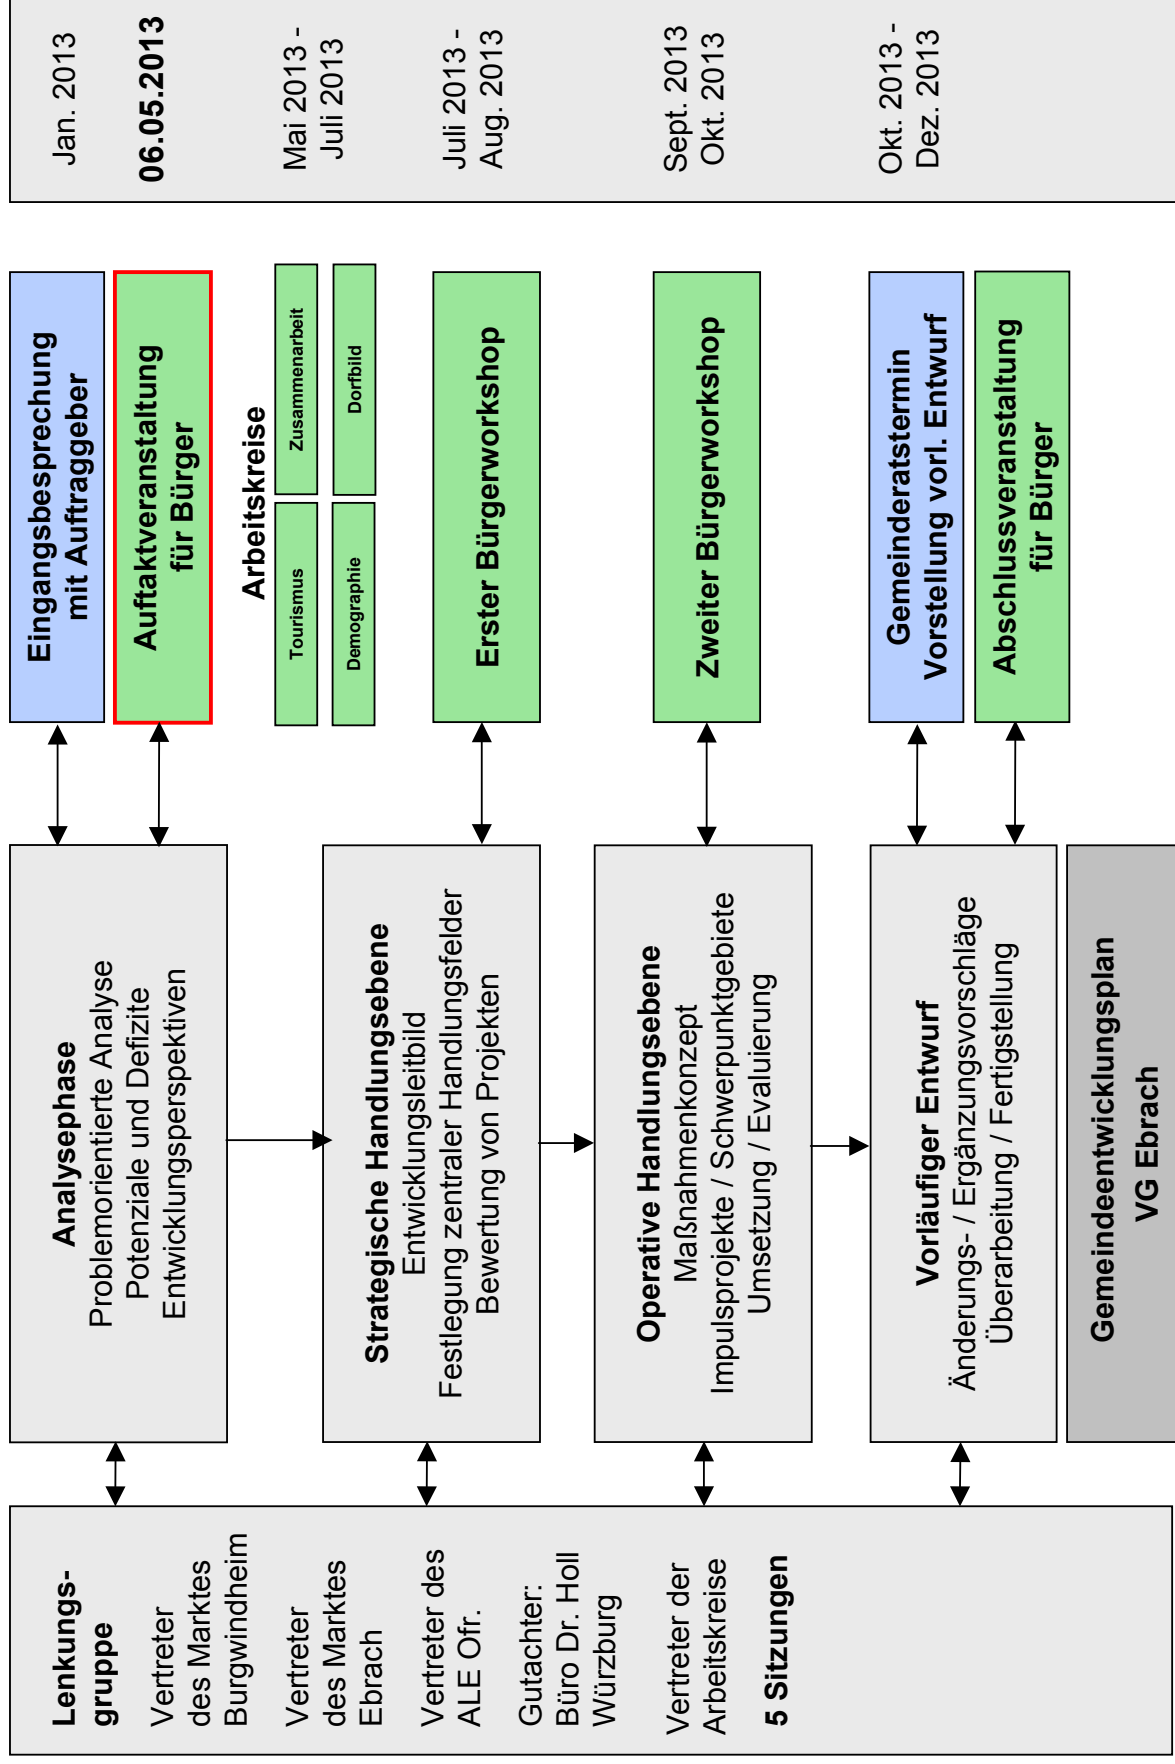 Lenkungs-
gruppe
Vertreter
des Marktes
Burgwindheim
Vertreter
des Marktes
Ebrach
Vertreter des
ALE Ofr.
Gutachter:
Büro Dr. Holl
Würzburg
Vertreter der
Arbeitskreise
5 Sitzungen
Analysephase
Problemorientierte Analyse
Potenziale und Defizite
Entwicklungsperspektiven
Strategische Handlungsebene
Entwicklungsleitbild
Festlegung zentraler Handlungsfelder
Bewertung von Projekten
Operative Handlungsebene
Maßnahmenkonzept
Impulsprojekte / Schwerpunktgebiete
Umsetzung / Evaluierung
Vorläufiger Entwurf
Änderungs- / Ergänzungsvorschläge
Überarbeitung / Fertigstellung
Gemeindeentwicklungsplan
VG Ebrach
Eingangsbesprechung
mit Auftraggeber
Auftaktveranstaltung
für Bürger
Arbeitskreise
Tourismus
Zusammenarbeit
Demographie
Dorfbild
Erster Bürgerworkshop
Zweiter Bürgerworkshop
Gemeinderatstermin
Vorstellung vorl. Entwurf
Abschlussveranstaltung
für Bürger
Jan. 2013
06.05.2013
Mai 2013 -
Juli 2013
Juli 2013 -
Aug. 2013
Sept. 2013
Okt. 2013
Okt. 2013 -
Dez. 2013